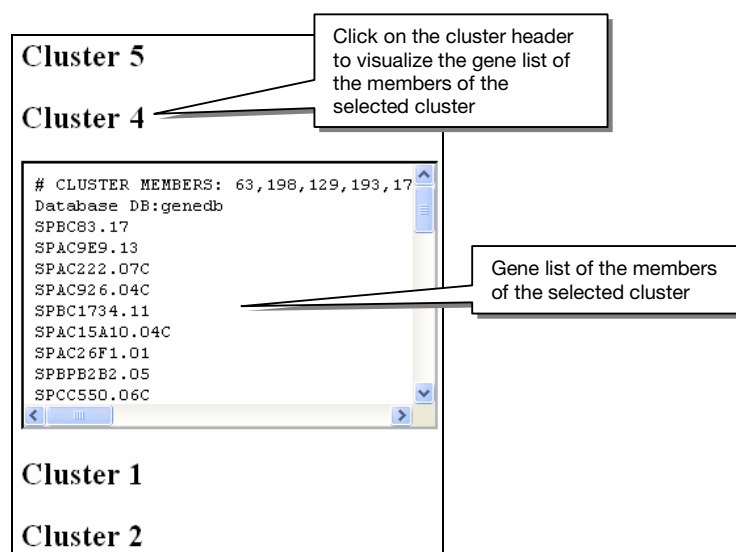 Cluster 5
Click on the cluster header
to visualize the gene list of
the members of the
selected cluster
Cluster 4
# CLUSTER MEMBERS: 63,198,129,193,17
Database DB:genedb
SPBC83.17
SPAC9E9.13
SPAC222.07C
SPAC926.04C
SPBC1734.11
SPAC15A10.04C
SPAC26F1.01
SPBPB2B2.05
SPCC550.06C
Gene list of the members
of the selected cluster
Cluster 1
Cluster 2